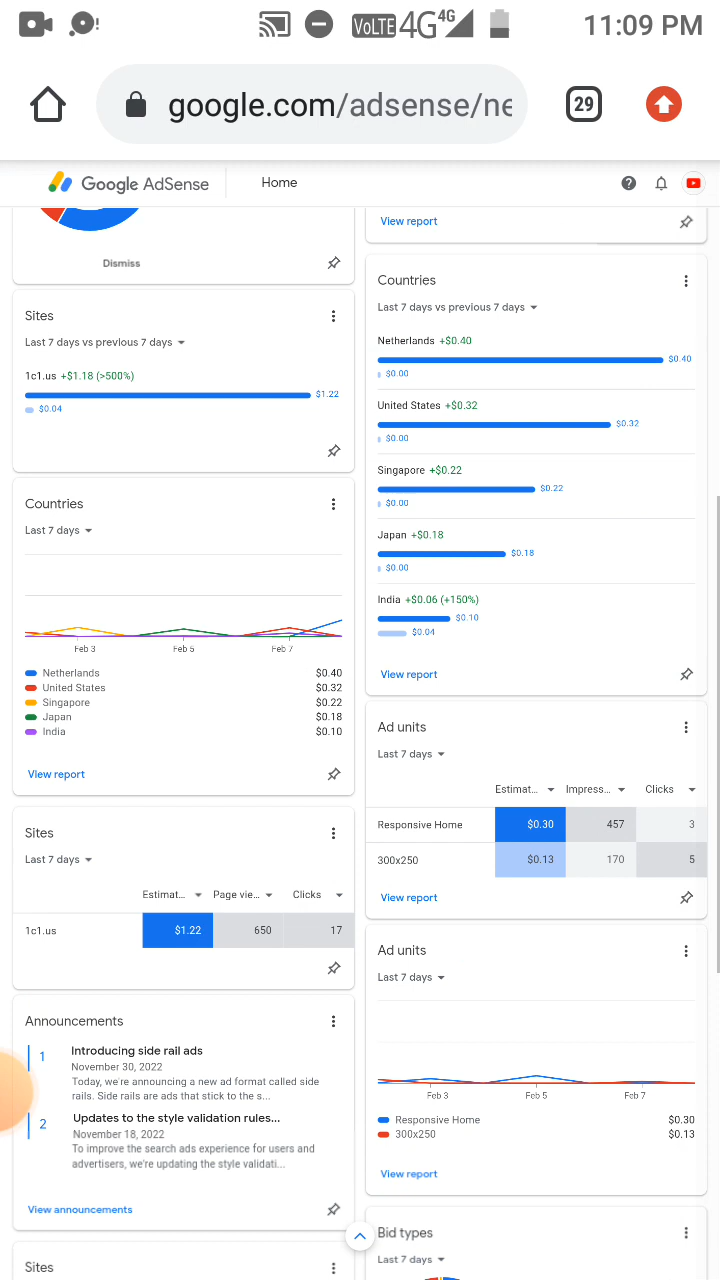 VoLTE 4G 4G 11:09 PM
google.com/adsense/ne
29
Google AdSense
Home
Dismiss
Sites
Last 7 days vs previous 7 days
1c1.us +$1.18 (>500%)
$1.22
$0.04
Countries
Last 7 days
Feb 3 Feb 5 Feb 7
Netherlands $0.40
United States $0.32
Singapore $0.22
Japan $0.18
India $0.10
View report
Sites
Last 7 days
Estimat... Page vie... Clicks
1c1.us $1.22 650 17
Announcements
1 Introducing side rail ads
November 30, 2022
Today, we're announcing a new ad format called side
rails. Side rails are ads that stick to the s...
2 Updates to the style validation rules...
November 18, 2022
To improve the search ads experience for users and
advertisers, we're updating the style validati...
View announcements
Sites
View report
Countries
Last 7 days vs previous 7 days
Netherlands +$0.40
$0.40
$0.00
United States +$0.32
$0.32
$0.00
Singapore +$0.22
$0.22
$0.00
Japan +$0.18
$0.18
$0.00
India +$0.06 (+150%)
$0.10
$0.04
View report
Ad units
Last 7 days
Estimat... Impress... Clicks
Responsive Home $0.30 457 3
300x250 $0.13 170 5
View report
Ad units
Last 7 days
Feb 3 Feb 5 Feb 7
Responsive Home $0.30
300x250 $0.13
View report
Bid types
Last 7 days